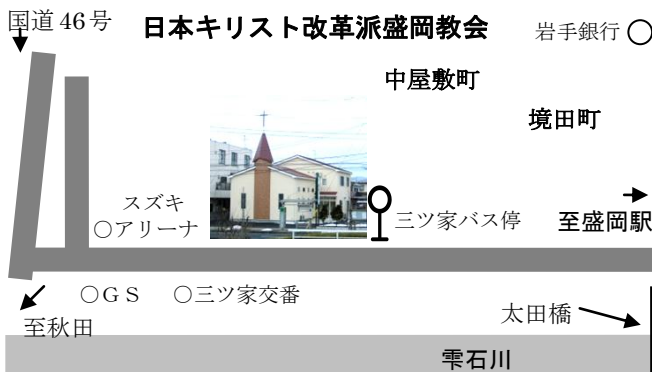 国道46号
日本キリスト改革派盛岡教会
岩手銀行○
中屋敷町
境田町
スズキ
○アリーナ
三ツ家バス停
至盛岡駅
○GS ○三ツ家交番
至秋田
太田橋
雫石川